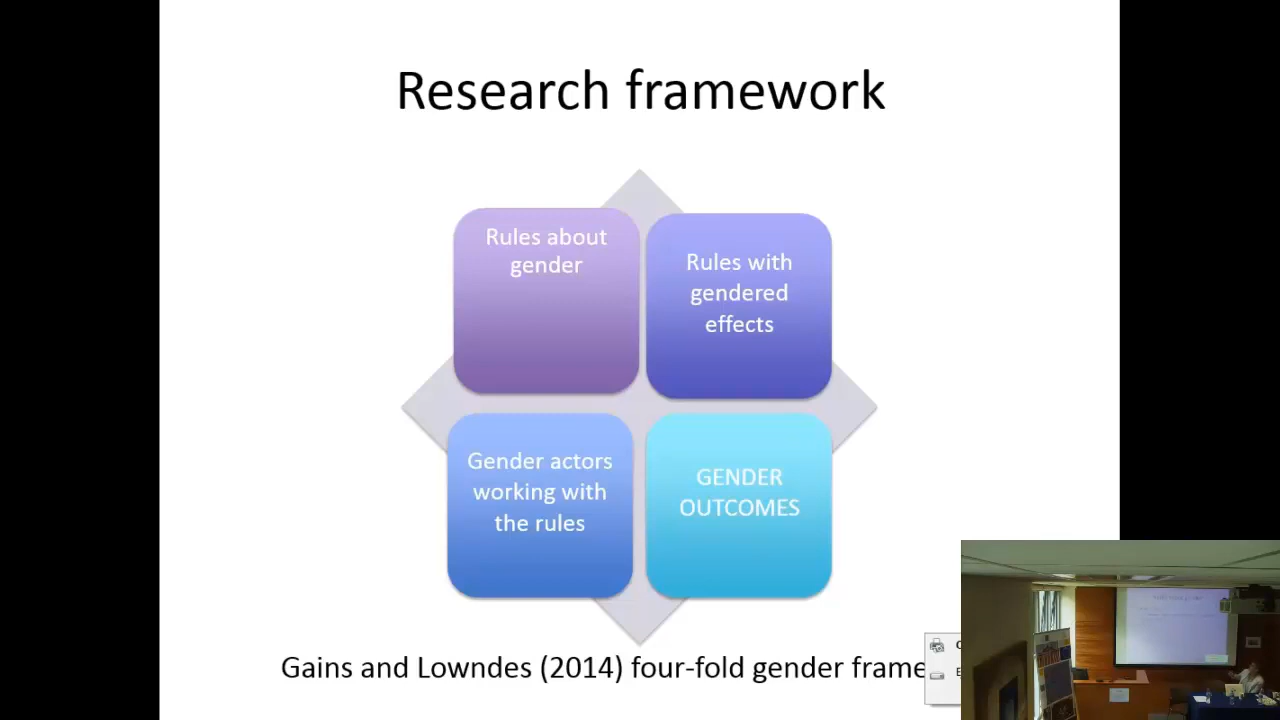 Research framework
Rules about
gender
Rules with
gendered
effects
Gender actors
working with
the rules
GENDER
OUTCOMES
Gains and Lowndes (2014) four-fold gender frame